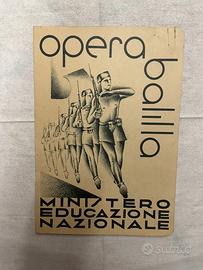 opera
balilla
MINISTERO
EDUCAZIONE
NAZIONALE
subito